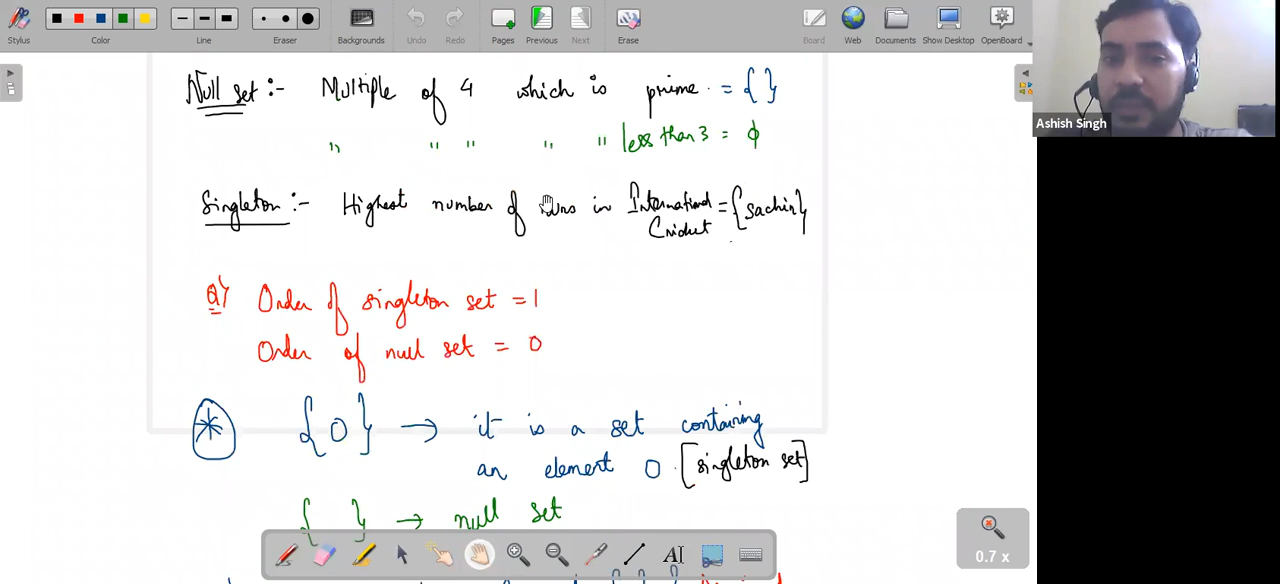 Stylus
Color
Line
Eraser
Backgrounds
Undo
Redo
Pages
Previous
Next
Erase
Board
Web
Documents
Show Desktop
OpenBoard
Ashish Singh
Null set :- Multiple of 4 which is prime. = { }
" " " " " less than 3 = ϕ
Singleton :- Highest number of runs in International Cricket = {Sachin}
Q) Order of singleton set = 1
Order of null set = 0
* {0} → it is a set containing
an element 0. [singleton set]
{ } → null set
0.7 x